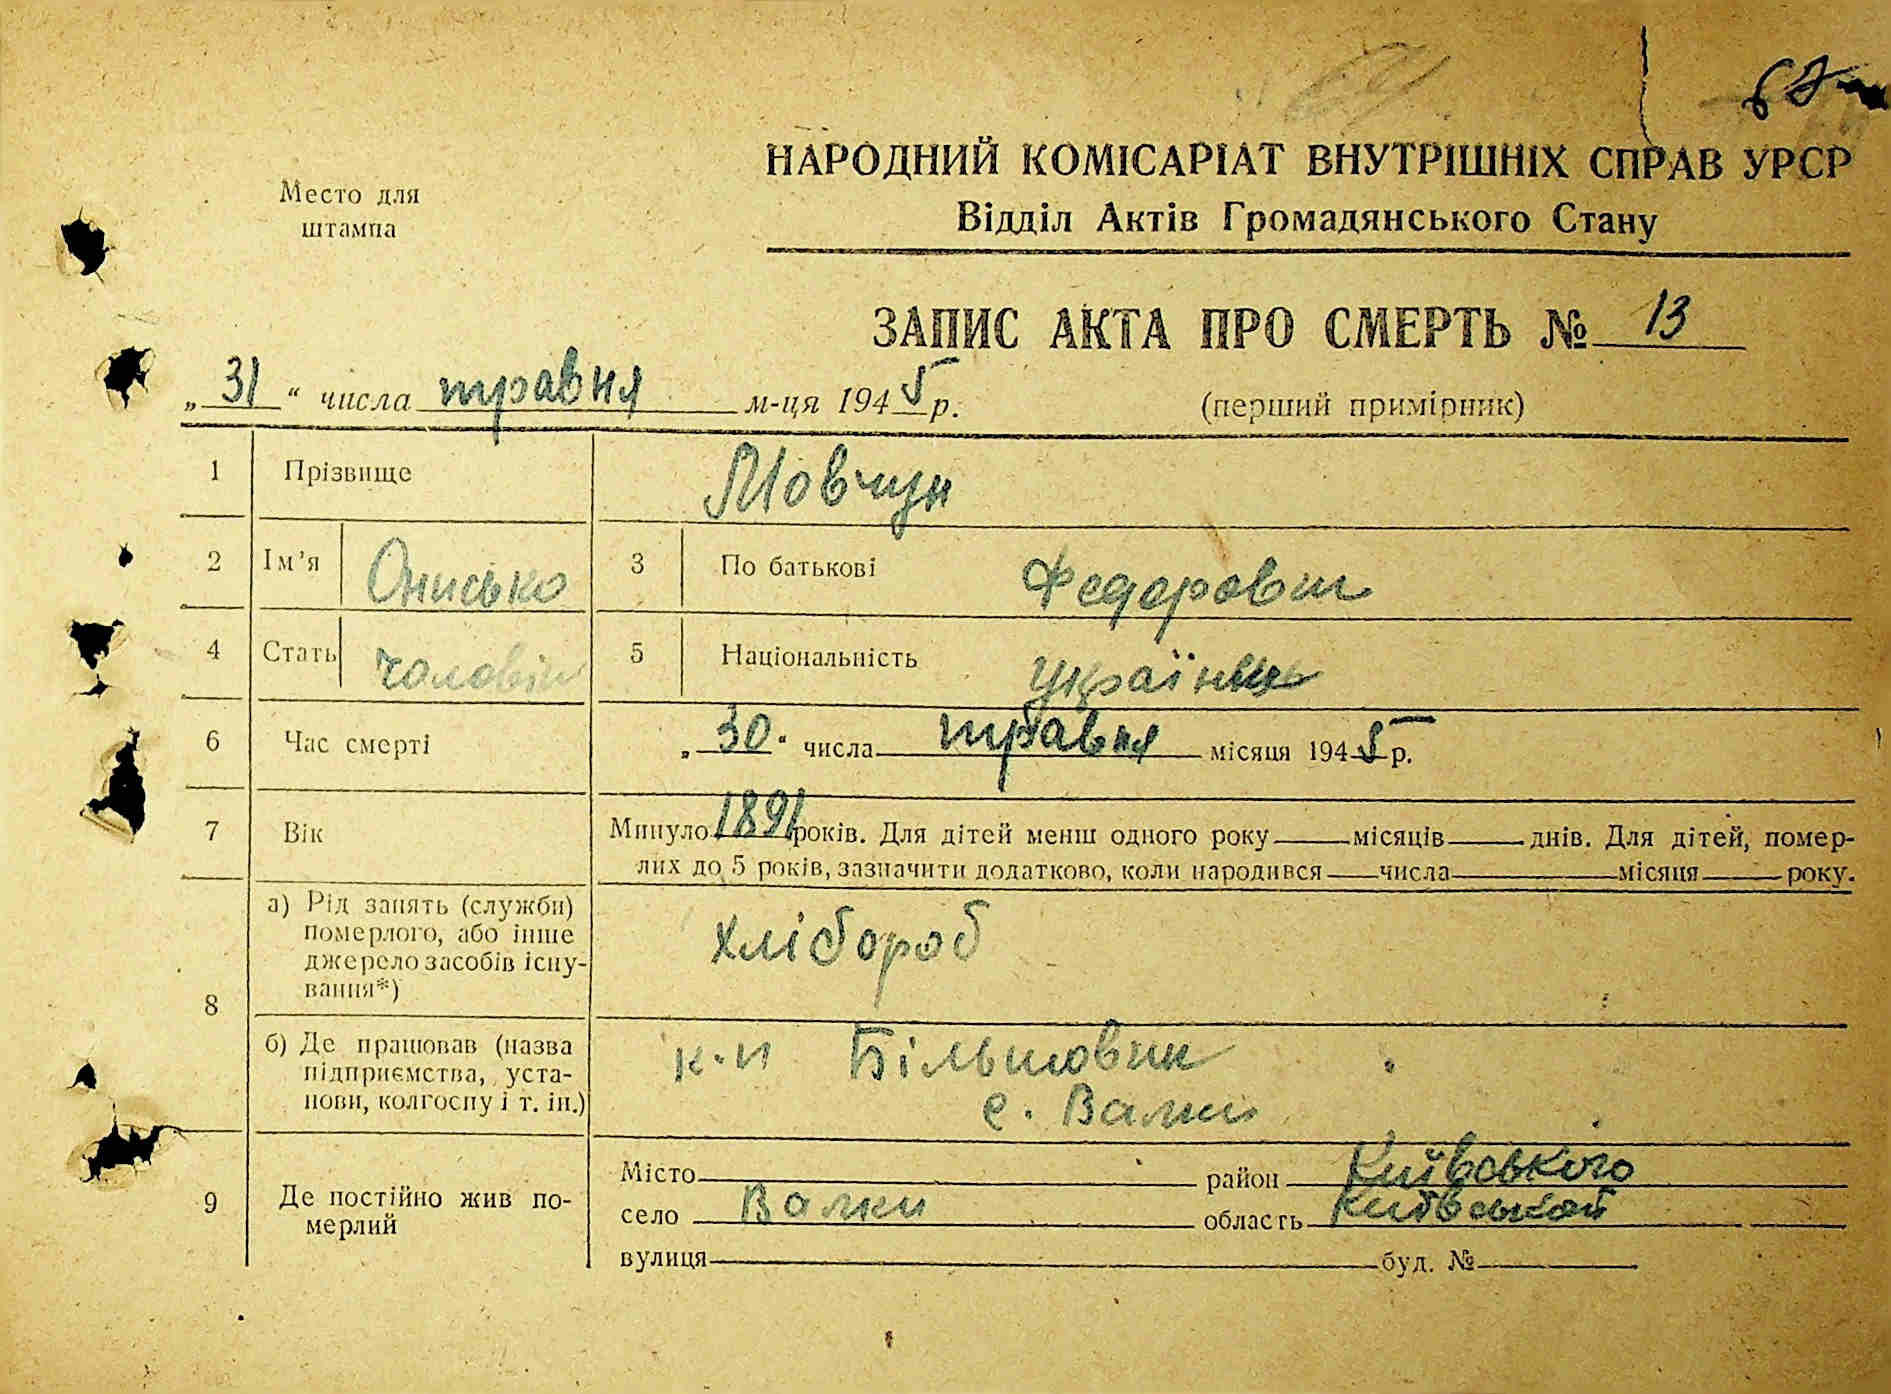 67
НАРОДНИЙ КОМІСАРІАТ ВНУТРІШНІХ СПРАВ УРСР
Відділ Актів Громадянського Стану
Место для
штампа
ЗАПИС АКТА ПРО СМЕРТЬ № 13
„31“ числа травня м-ця 1945 р.
(перший примірник)
1 Прізвище Мовчун
2 Ім'я Онисько 3 По батькові Федорович
4 Стать чоловік 5 Національність українець
6 Час смерті „30“ числа травня місяця 1945 р.
7 Вік Минуло 1891 років. Для дітей менш одного року місяців днів. Для дітей, помер-
лих до 5 років, зазначити додатково, коли народився числа місяця року.
8 а) Рід занять (служби)
померлого, або інше
джерело засобів існу-
вання*)
хлібороб
б) Де працював (назва
підприємства, уста-
нови, колгоспу і т. ін.)
к-п Більшовик
с. Валки
9 Де постійно жив по-
мерлий
Місто район Київського
село Валки область Київській
вулиця буд. №